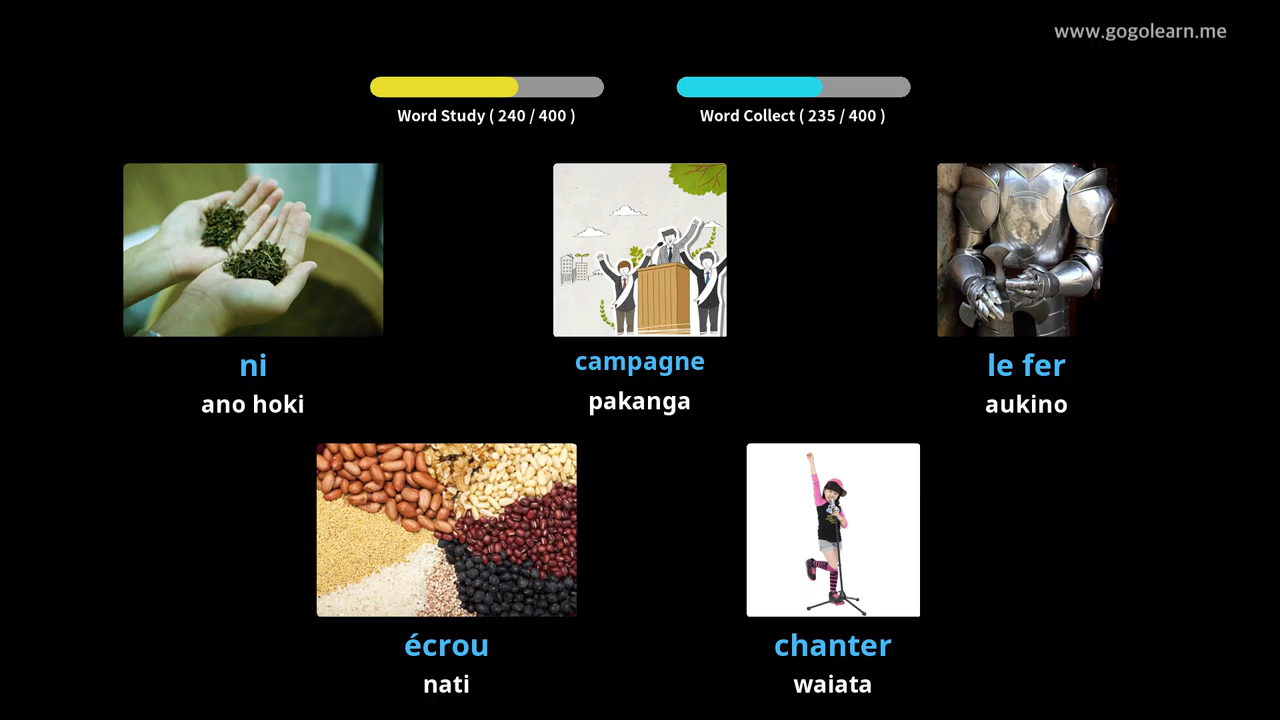 www.gogolearn.me
Word Study ( 240 / 400 )
Word Collect ( 235 / 400 )
ni
ano hoki
campagne
pakanga
le fer
aukino
écrou
nati
chanter
waiata